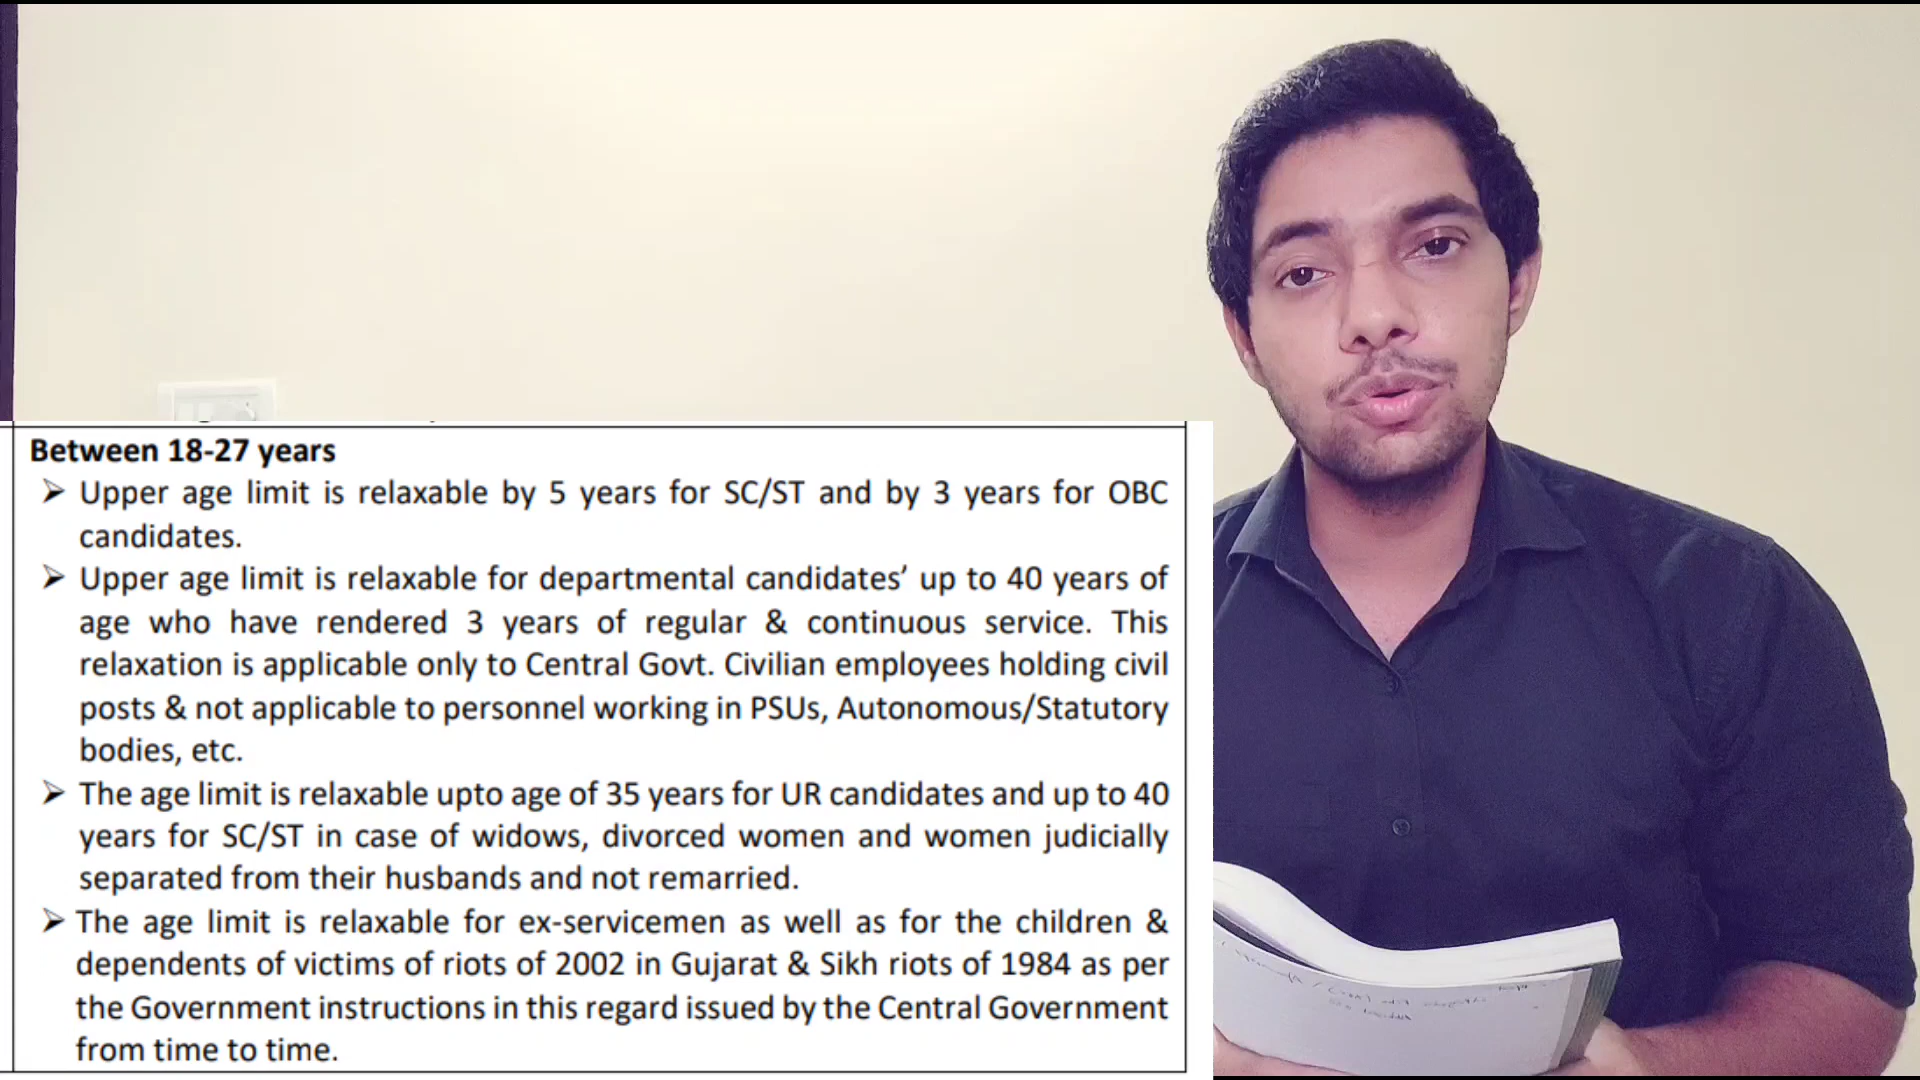 Between 18-27 years
➢ Upper age limit is relaxable by 5 years for SC/ST and by 3 years for OBC
candidates.
➢ Upper age limit is relaxable for departmental candidates’ up to 40 years of
age who have rendered 3 years of regular & continuous service. This
relaxation is applicable only to Central Govt. Civilian employees holding civil
posts & not applicable to personnel working in PSUs, Autonomous/Statutory
bodies, etc.
➢ The age limit is relaxable upto age of 35 years for UR candidates and up to 40
years for SC/ST in case of widows, divorced women and women judicially
separated from their husbands and not remarried.
➢ The age limit is relaxable for ex-servicemen as well as for the children &
dependents of victims of riots of 2002 in Gujarat & Sikh riots of 1984 as per
the Government instructions in this regard issued by the Central Government
from time to time.